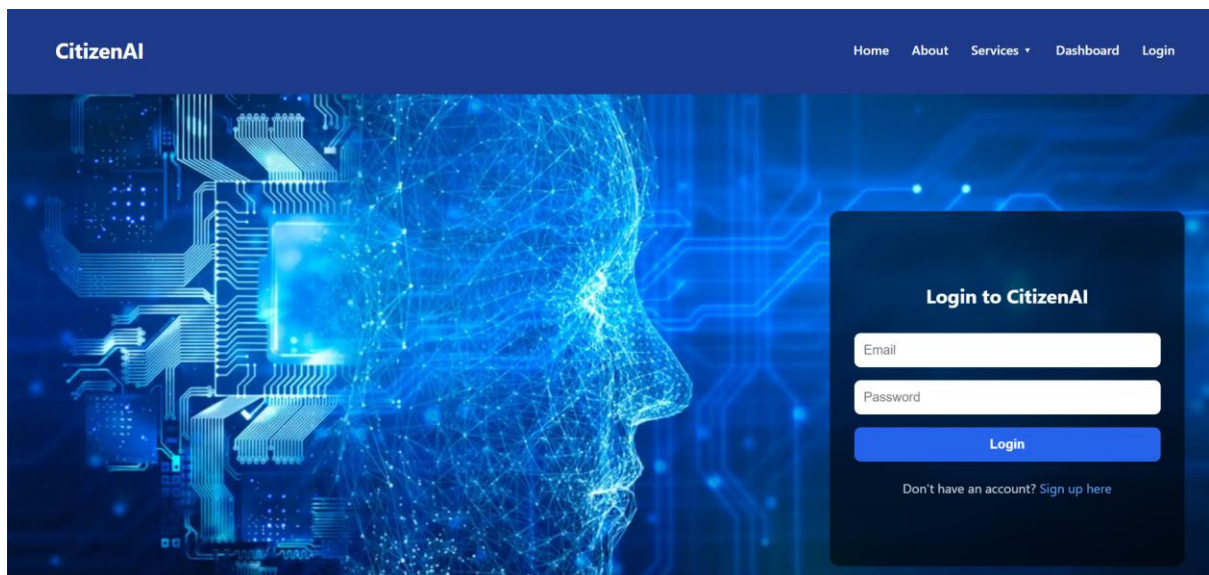 CitizenAI
Home About Services ▾ Dashboard Login
Login to CitizenAI
Email
Password
Login
Don't have an account? Sign up here